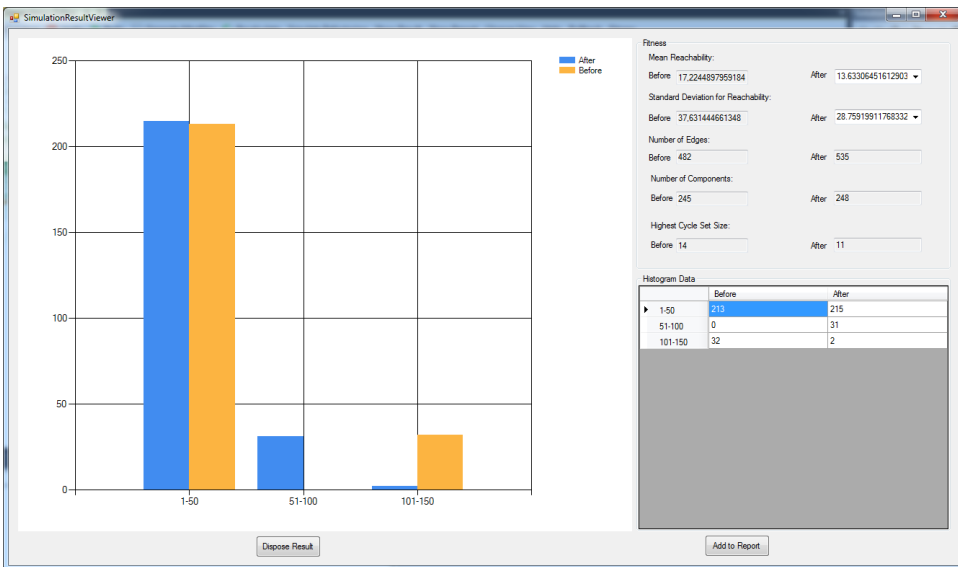 SimulationResultViewer
250
200
150
100
50
0
1-50
51-100
101-150
After
Before
Dispose Result
Fitness
Mean Reachability:
Before 17,2244897959184 After 13.63306451612903
Standard Deviation for Reachability:
Before 37,631444661348 After 28.75919911768332
Number of Edges:
Before 482 After 535
Number of Components:
Before 245 After 248
Highest Cycle Set Size:
Before 14 After 11
Histogram Data
Before After
1-50 213 215
51-100 0 31
101-150 32 2
Add to Report